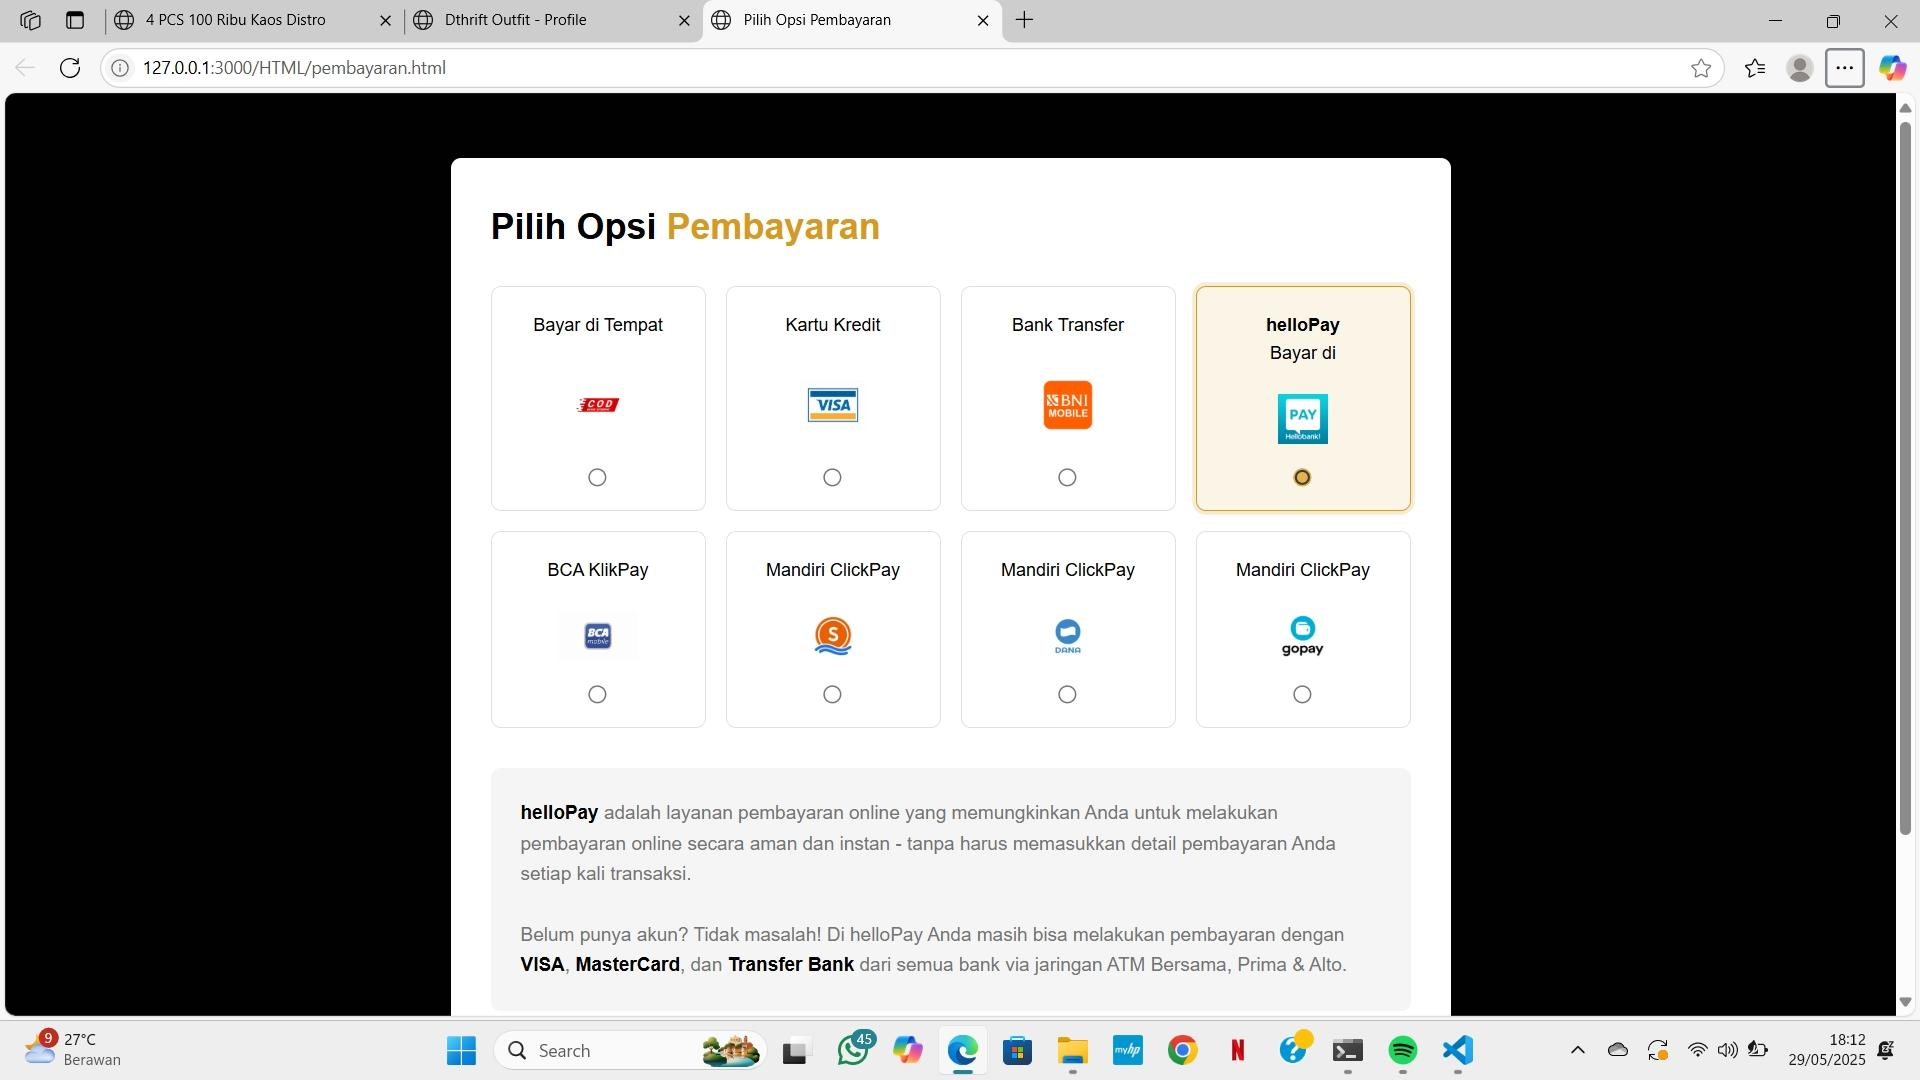 4 PCS 100 Ribu Kaos Distro
Dthrift Outfit - Profile
Pilih Opsi Pembayaran
127.0.0.1:3000/HTML/pembayaran.html
Pilih Opsi Pembayaran
Bayar di Tempat
COD
Kartu Kredit
VISA
Bank Transfer
BNI
MOBILE
helloPay
Bayar di
PAY
Hellobank!
BCA KlikPay
BCA
mobile
Mandiri ClickPay
S
Mandiri ClickPay
DANA
Mandiri ClickPay
gopay
helloPay adalah layanan pembayaran online yang memungkinkan Anda untuk melakukan
pembayaran online secara aman dan instan - tanpa harus memasukkan detail pembayaran Anda
setiap kali transaksi.
Belum punya akun? Tidak masalah! Di helloPay Anda masih bisa melakukan pembayaran dengan
VISA, MasterCard, dan Transfer Bank dari semua bank via jaringan ATM Bersama, Prima & Alto.
9
27°C
Berawan
Search
45
myhp
N
18:12
29/05/2025